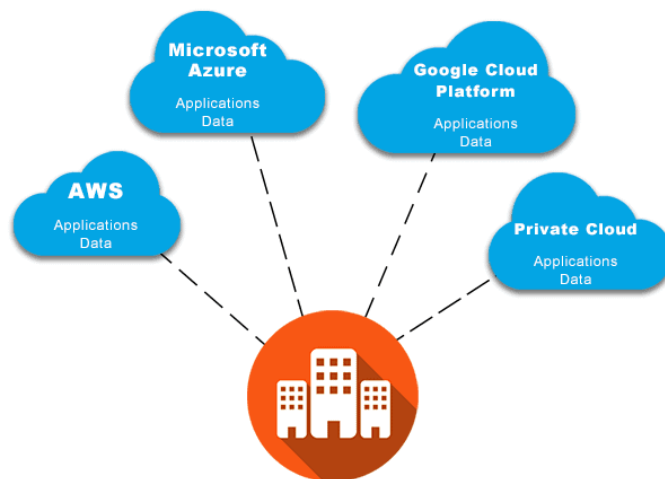 Microsoft
Azure
Applications
Data
Google Cloud
Platform
Applications
Data
AWS
Applications
Data
Private Cloud
Applications
Data